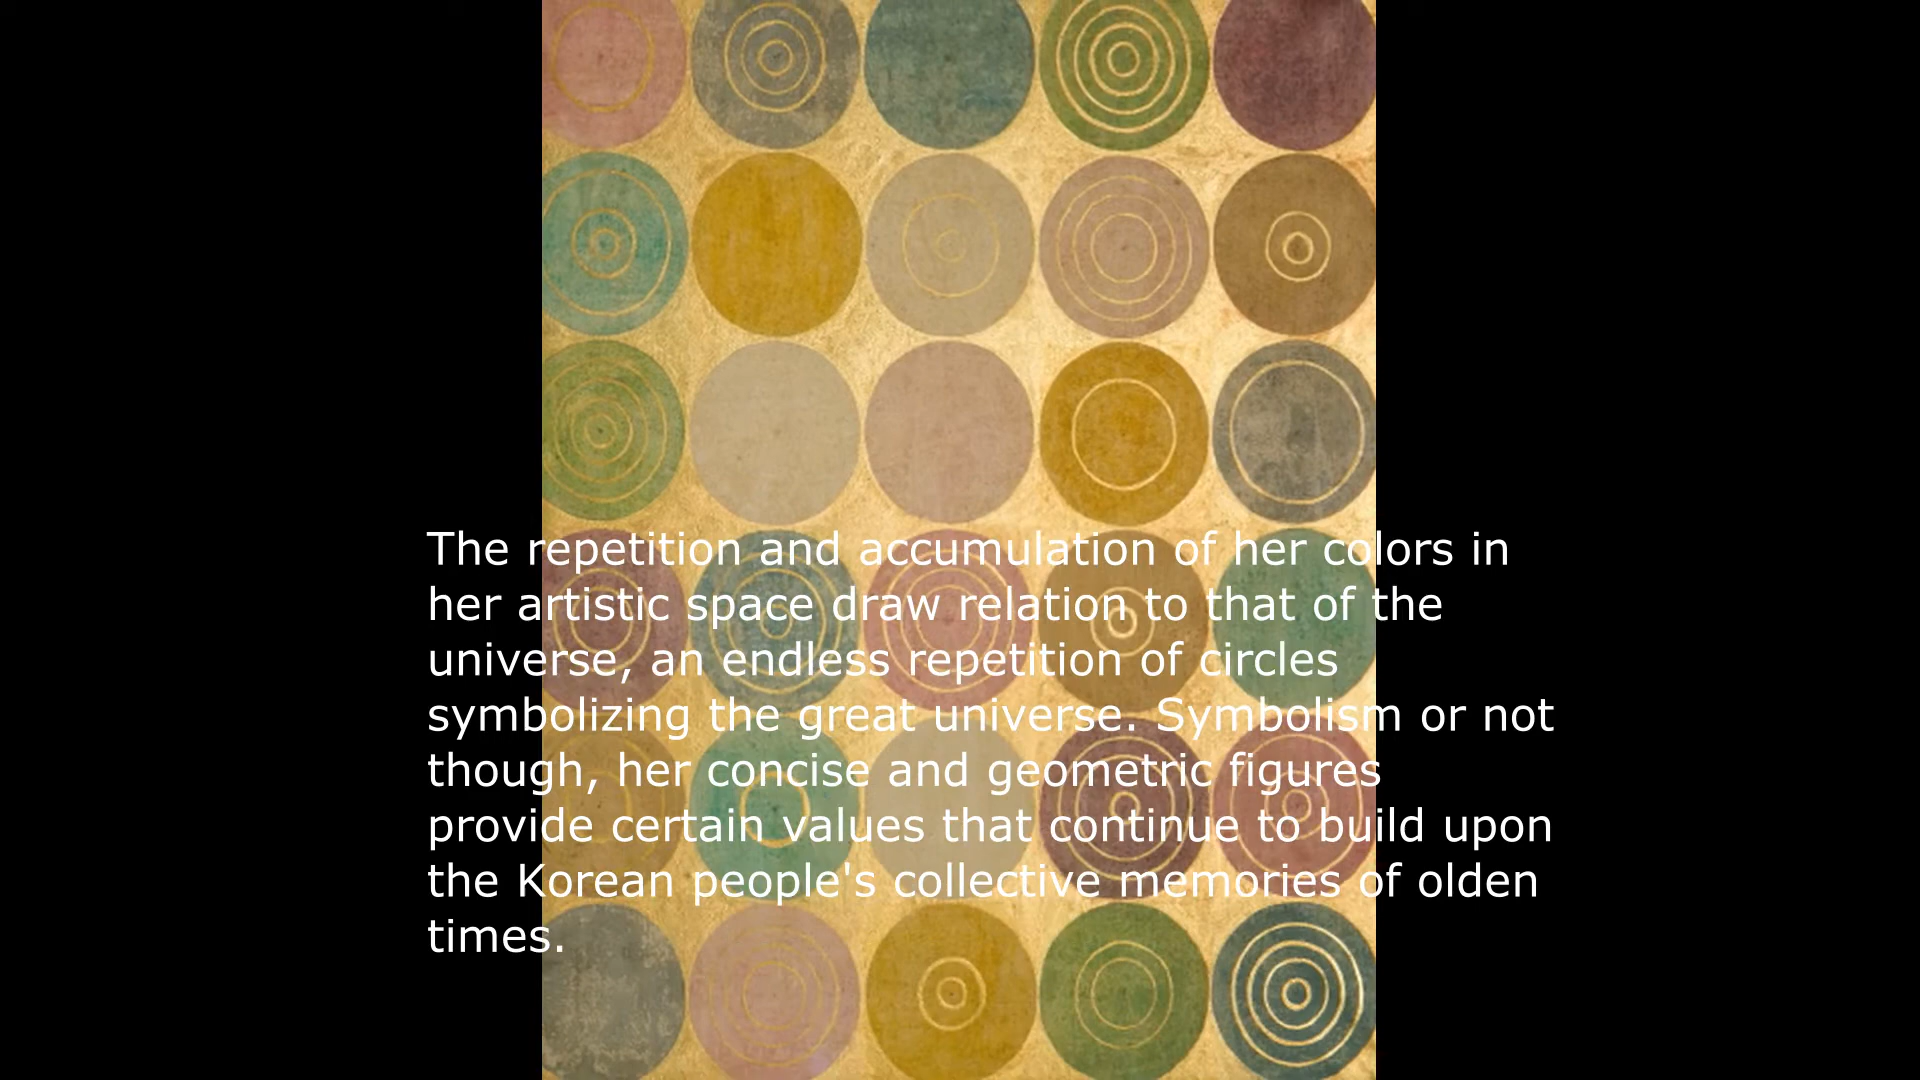 The repetition and accumulation of her colors in
her artistic space draw relation to that of the
universe, an endless repetition of circles
symbolizing the great universe. Symbolism or not
though, her concise and geometric figures
provide certain values that continue to build upon
the Korean people's collective memories of olden
times.